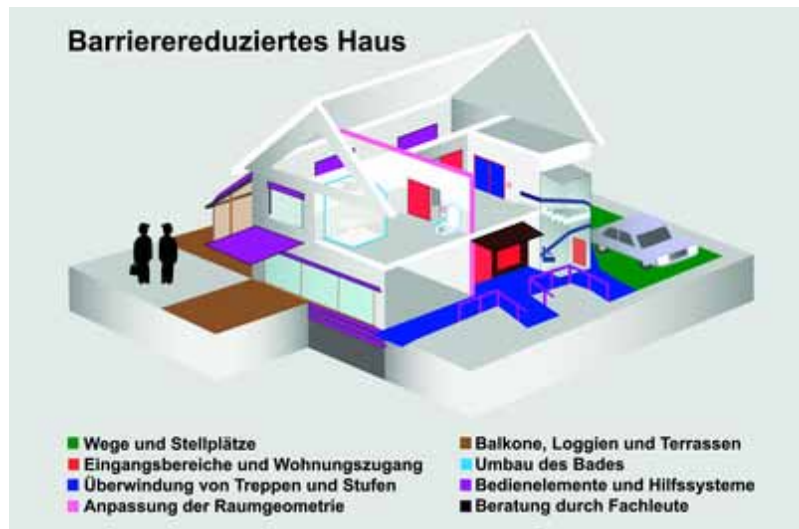 Barrierereduziertes Haus
Wege und Stellplätze
Eingangsbereiche und Wohnungszugang
Überwindung von Treppen und Stufen
Anpassung der Raumgeometrie
Balkone, Loggien und Terrassen
Umbau des Bades
Bedienelemente und Hilfssysteme
Beratung durch Fachleute